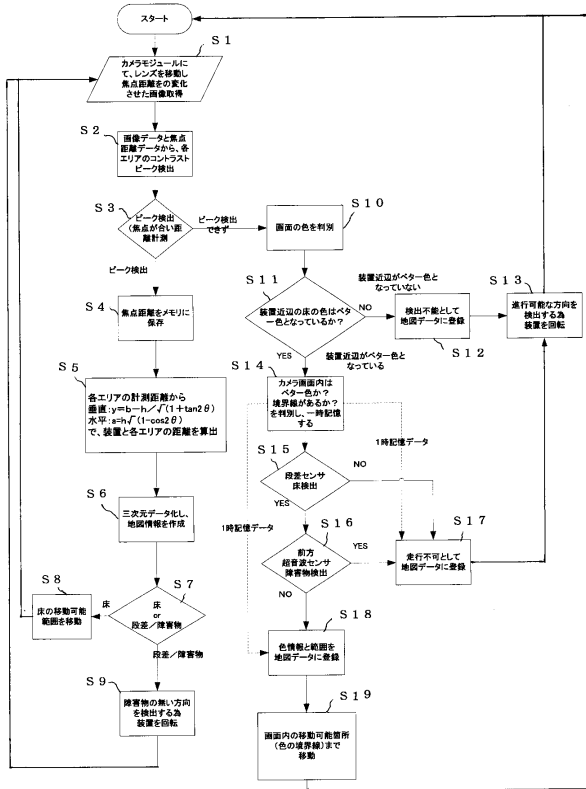 スタート
S1
カメラモジュール
にて、レンズを移動し
焦点距離をの変化
させた画像取得
S2
画像データと焦点
距離データから、各
エリアのコントラスト
ピーク検出
S3
ピーク検出
(焦点が合い距
離計測
ピーク検出
できず
ピーク検出
S4
焦点距離をメモリに
保存
S5
各エリアの計測距離から
垂直:y=b-h/√(1+tan2θ)
水平:a=h√(1-cos2θ)
で、装置と各エリアの距離を算出
S6
三次元データ化し、
地図情報を作成
S7
床
or
段差/障害物
床
S8
床の移動可能
範囲を移動
段差/障害物
S9
障害物の無い方向
を検出する為
装置を回転
S10
画面の色を判別
S11
装置近辺の床の色はベタ
ー色となっているか?
装置近辺がベター色と
なっていない
NO
検出不能として
地図データに登録
S12
S13
進行可能な方向を
検出する為
装置を回転
YES
装置近辺がベター色と
なっている
S14
カメラ画面内は
ベター色か?
境界線があるか?
を判別し、一時記憶
する
1時記憶データ
1時記憶データ
S15
段差センサ
床検出
NO
YES
S16
前方
超音波センサ
障害物検出
YES
NO
S17
走行不可として
地図データに登録
S18
色情報と範囲を
地図データに登録
S19
画面内の移動可能箇所
(色の境界線)まで
移動